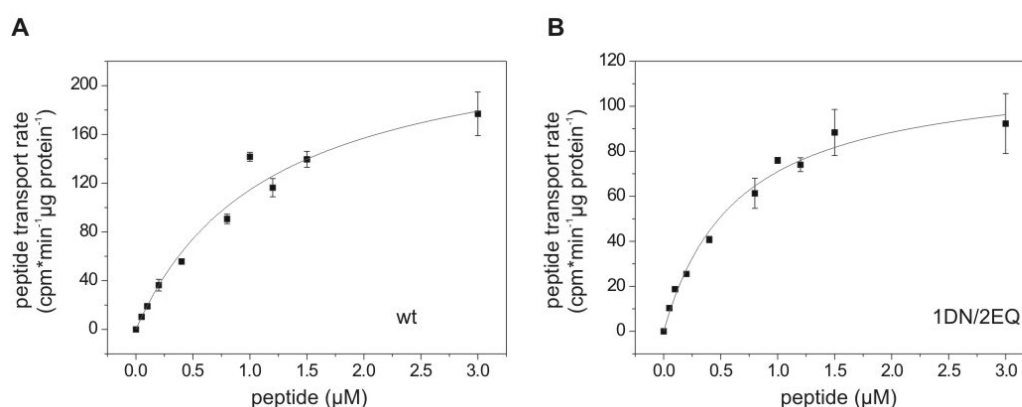 A
B
peptide transport rate
(cpm*min⁻¹µg protein⁻¹)
200
160
120
80
40
0
wt
0.0 0.5 1.0 1.5 2.0 2.5 3.0
peptide (µM)
peptide transport rate
(cpm*min⁻¹µg protein⁻¹)
120
100
80
60
40
20
0
1DN/2EQ
0.0 0.5 1.0 1.5 2.0 2.5 3.0
peptide (µM)